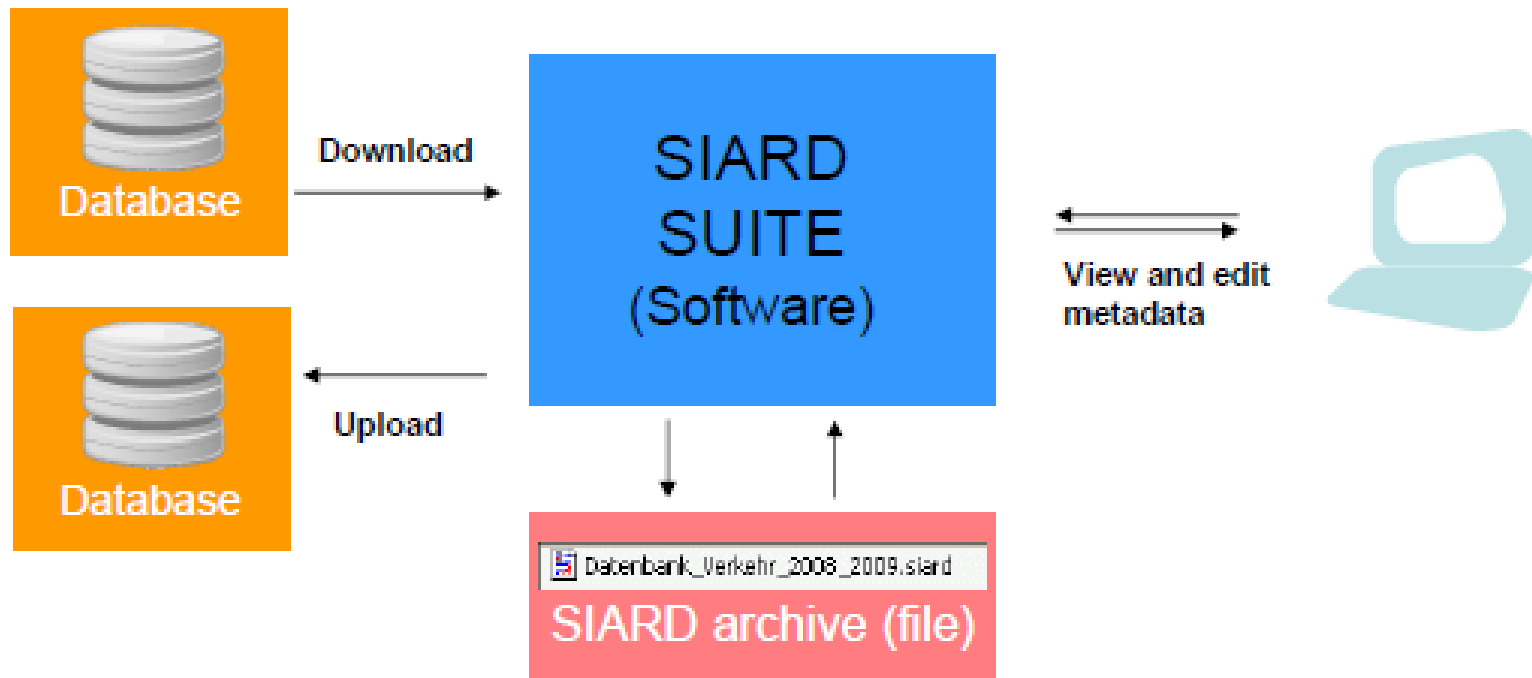 Database
Download
SIARD
SUITE
(Software)
View and edit
metadata
Database
Upload
Datenbank_Verkehr_2008_2009.siard
SIARD archive (file)